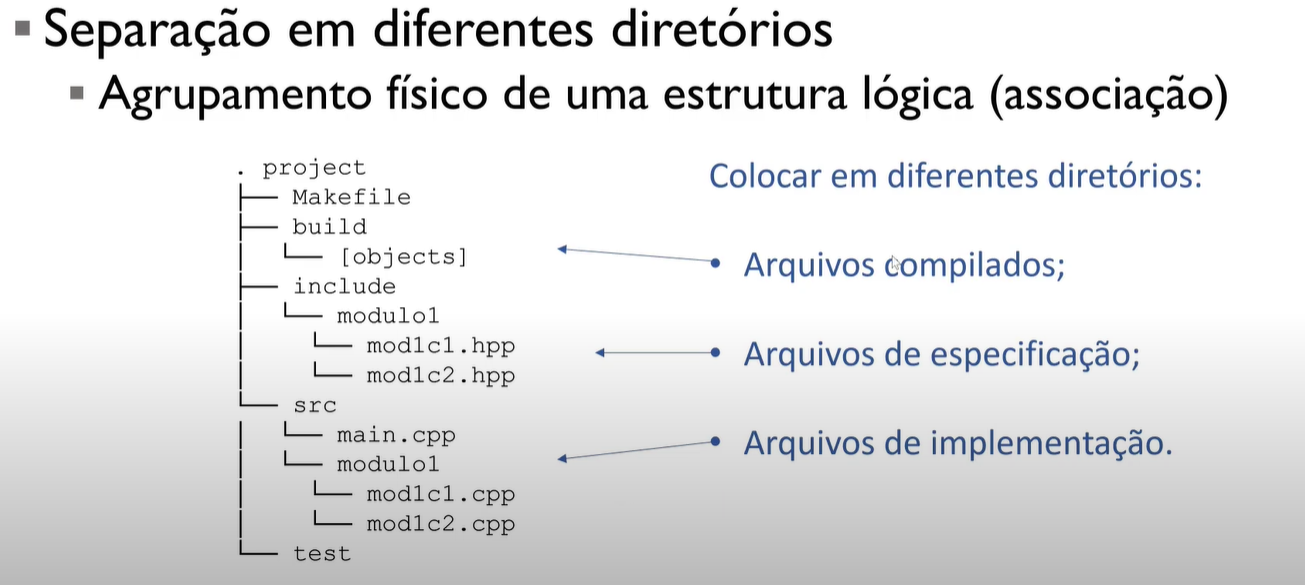 Separação em diferentes diretórios
Agrupamento físico de uma estrutura lógica (associação)
. project
Makefile
build
[objects]
include
modulo1
mod1c1.hpp
mod1c2.hpp
src
main.cpp
modulo1
mod1c1.cpp
mod1c2.cpp
test
Colocar em diferentes diretórios:
Arquivos compilados;
Arquivos de especificação;
Arquivos de implementação.